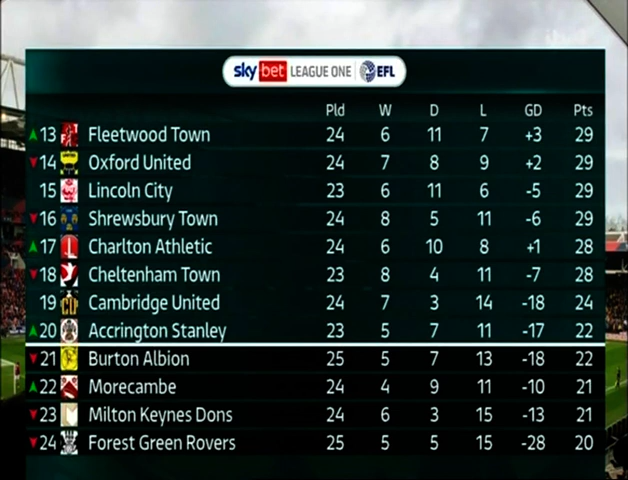 sky bet LEAGUE ONE EFL
Pld W D L GD Pts
13 Fleetwood Town 24 6 11 7 +3 29
14 Oxford United 24 7 8 9 +2 29
15 Lincoln City 23 6 11 6 -5 29
16 Shrewsbury Town 24 8 5 11 -6 29
17 Charlton Athletic 24 6 10 8 +1 28
18 Cheltenham Town 23 8 4 11 -7 28
19 Cambridge United 24 7 3 14 -18 24
20 Accrington Stanley 23 5 7 11 -17 22
21 Burton Albion 25 5 7 13 -18 22
22 Morecambe 24 4 9 11 -10 21
23 Milton Keynes Dons 24 6 3 15 -13 21
24 Forest Green Rovers 25 5 5 15 -28 20